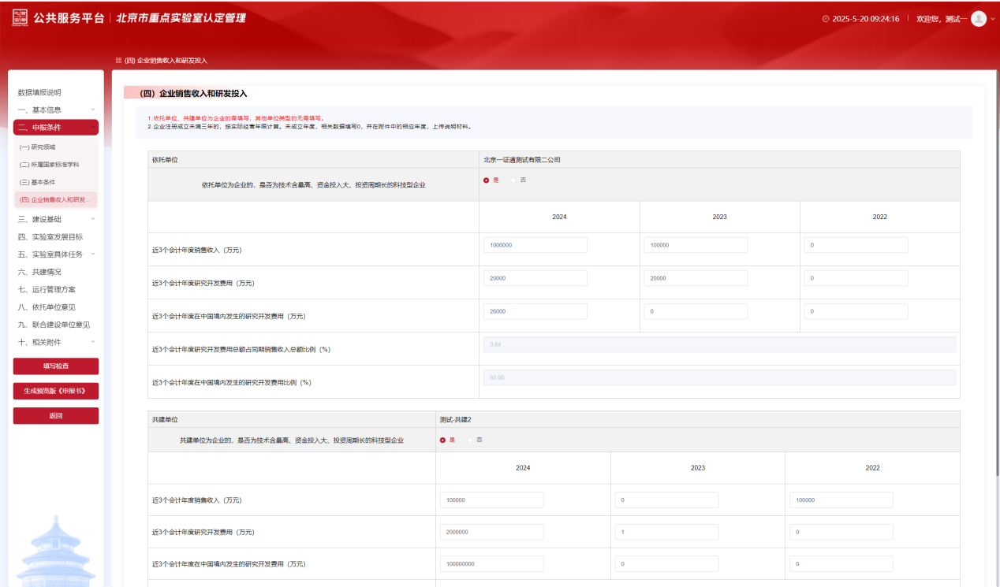 公共服务平台 | 北京市重点实验室认定管理
2025-5-20 09:24:16 | 欢迎您，测试一
(四) 企业销售收入和研发投入
数据填报说明
一、基本信息
二、申报条件
(一) 研究领域
(二) 所属国家标准学科
(三) 基本条件
(四) 企业销售收入和研发...
三、建设基础
四、实验室发展目标
五、实验室具体任务
六、共建情况
七、运行管理方案
八、依托单位意见
九、联合建设单位意见
十、相关附件
填写检查
生成预览版《申报书》
返回
（四）企业销售收入和研发投入
1.依托单位、共建单位为企业的需填写，其他单位类型的无需填写。
2.企业注册成立未满三年的，按实际经营年限计算。未成立年度，相关数据填写0，并在附件中的相应年度，上传说明材料。
依托单位 北京一证通测试有限二公司
依托单位为企业的，是否为技术含量高、资金投入大、投资周期长的科技型企业 是 否
2024 2023 2022
近3个会计年度销售收入（万元） 1000000 100000 0
近3个会计年度研究开发费用（万元） 20000 20000 0
近3个会计年度在中国境内发生的研究开发费用（万元） 26000 0 0
近3个会计年度研究开发费用总额占同期销售收入总额比例（%） 3.64
近3个会计年度在中国境内发生的研究开发费用比例（%） 65.00
共建单位 测试-共建2
共建单位为企业的，是否为技术含量高、资金投入大、投资周期长的科技型企业 是 否
2024 2023 2022
近3个会计年度销售收入（万元） 100000 0 100000
近3个会计年度研究开发费用（万元） 2000000 1 0
近3个会计年度在中国境内发生的研究开发费用（万元） 100000000 0 0